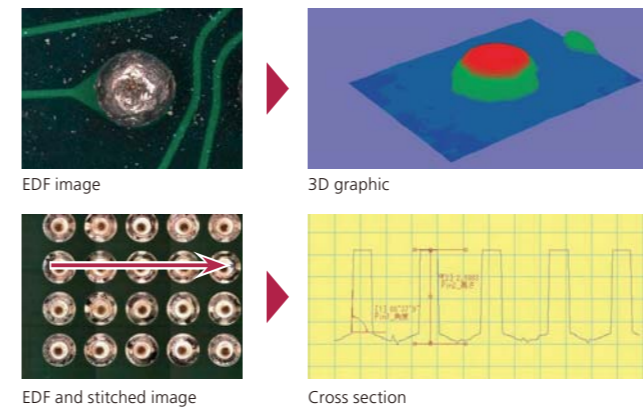 EDF image
3D graphic
EDF and stitched image
Cross section